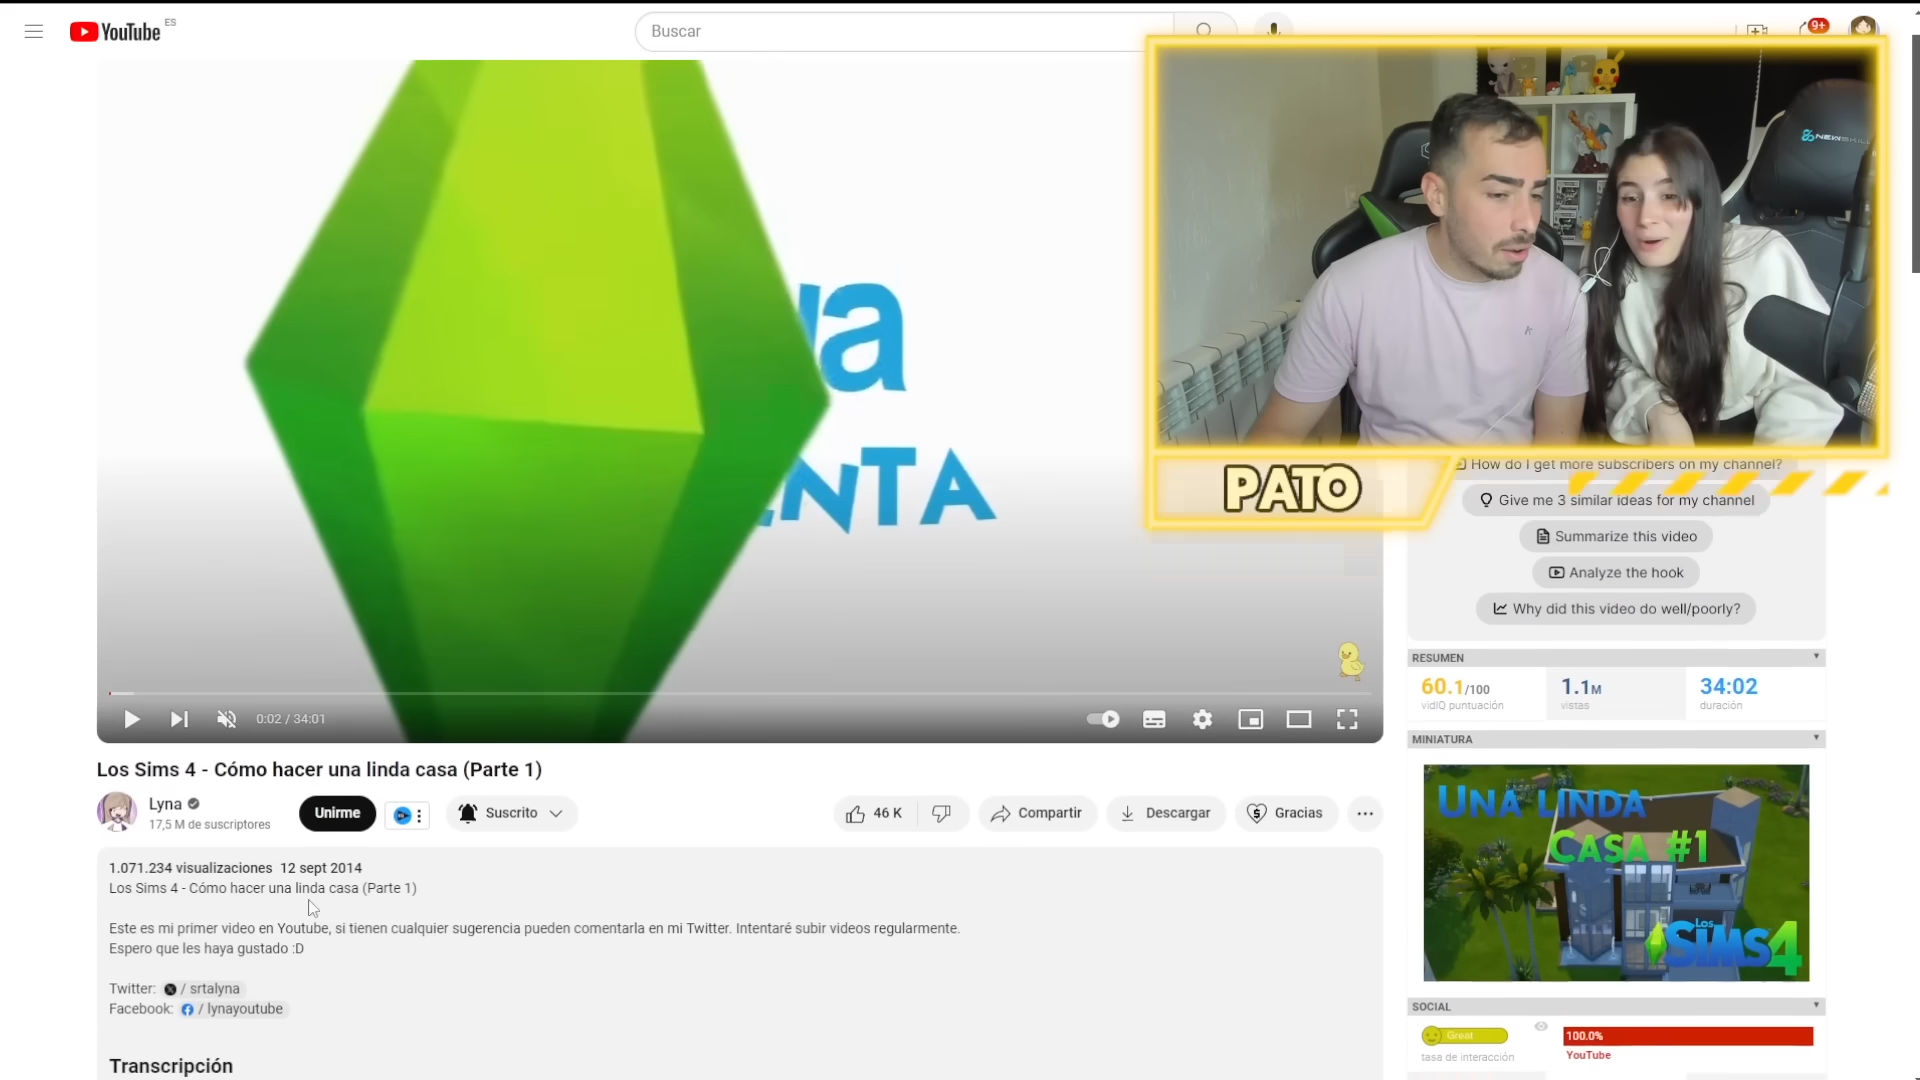 YouTube ES
Buscar
9+
na
ENTA
NEWSKILL
PATO
How do I get more subscribers on my channel?
Give me 3 similar ideas for my channel
Summarize this video
Analyze the hook
Why did this video do well/poorly?
0:02 / 34:01
RESUMEN
60.1/100
vidIQ puntuación
1.1M
vistas
34:02
duración
MINIATURA
UNA LINDA
CASA #1
LOS SIMS 4
Los Sims 4 - Cómo hacer una linda casa (Parte 1)
Lyna
17,5 M de suscriptores
Unirme
Suscrito
46 K
Compartir
Descargar
Gracias
1.071.234 visualizaciones 12 sept 2014
Los Sims 4 - Cómo hacer una linda casa (Parte 1)
Este es mi primer video en Youtube, si tienen cualquier sugerencia pueden comentarla en mi Twitter. Intentaré subir videos regularmente.
Espero que les haya gustado :D
Twitter: / srtalyna
Facebook: / lynayoutube
Transcripción
SOCIAL
Great
tasa de interacción
100.0%
YouTube